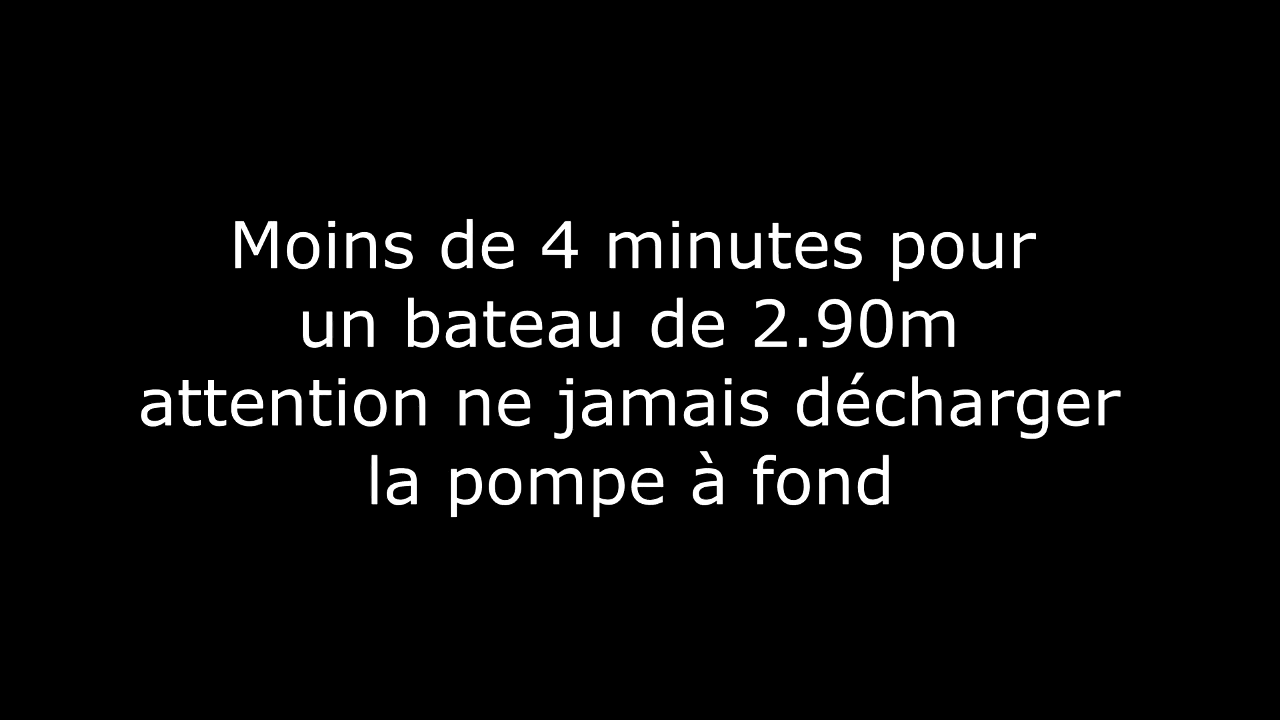 Moins de 4 minutes pour
un bateau de 2.90m
attention ne jamais décharger
la pompe à fond